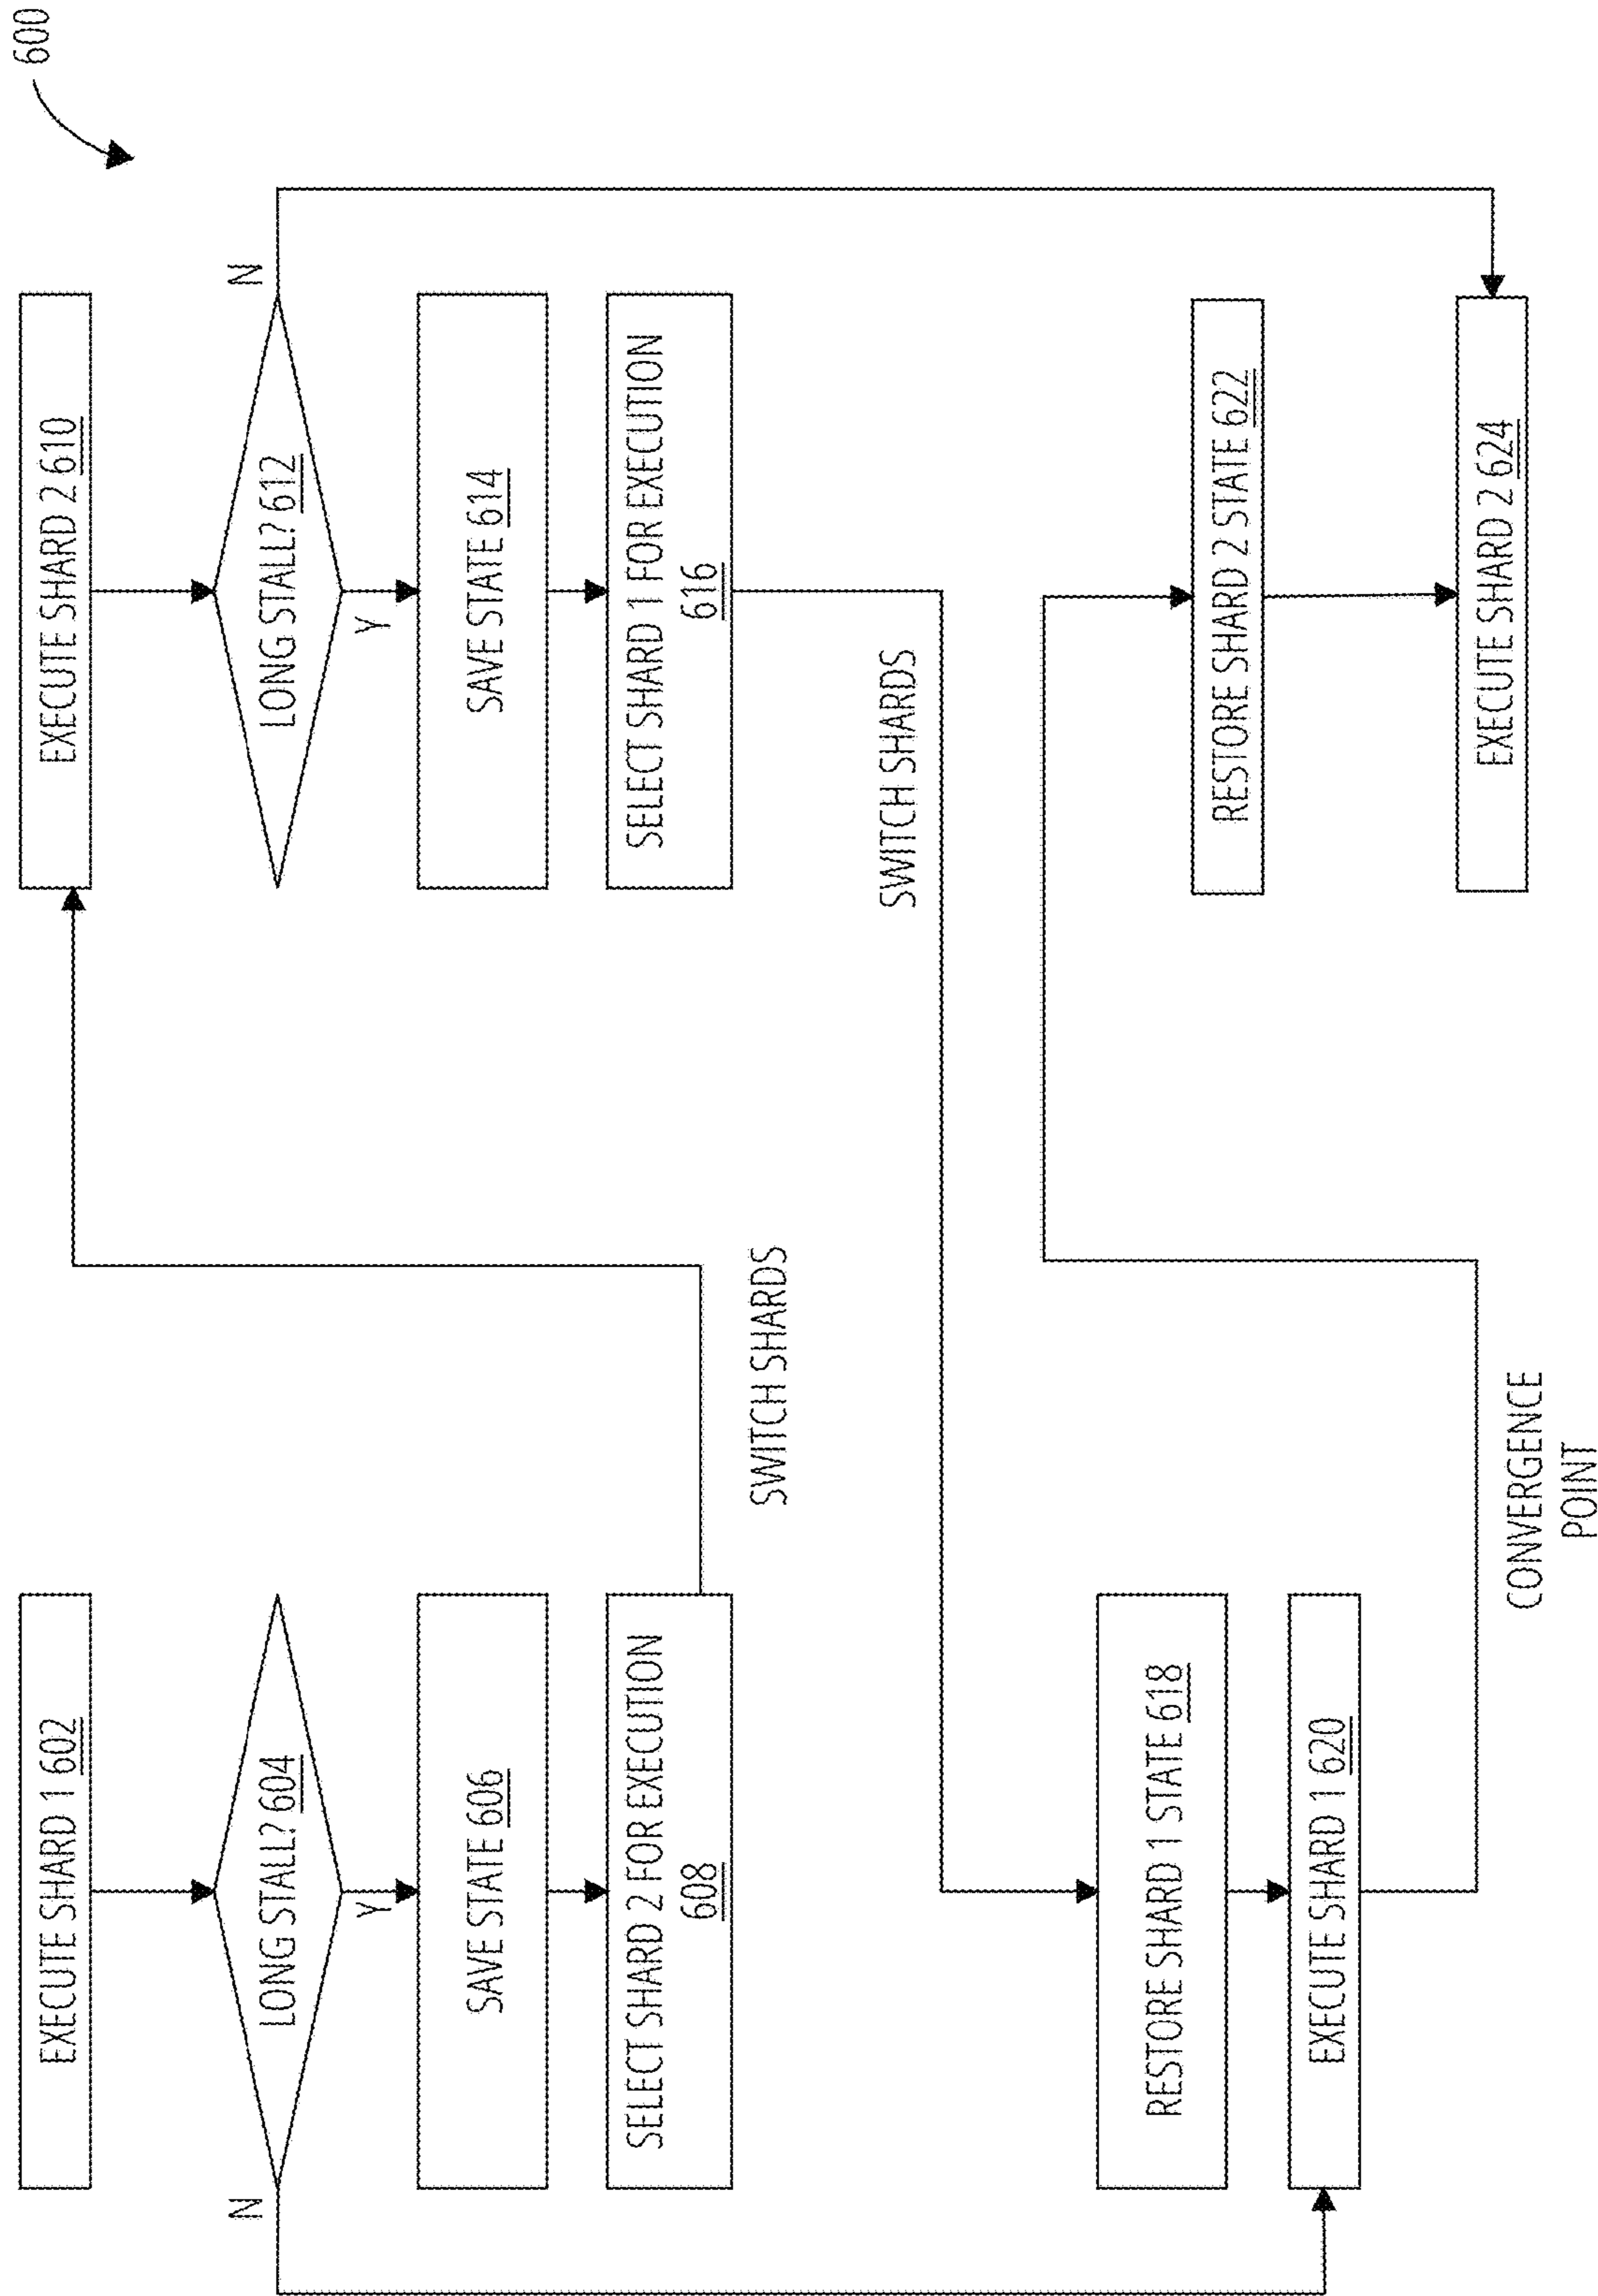 600
EXECUTE SHARD 1 602
LONG STALL? 604
N
Y
SAVE STATE 606
SELECT SHARD 2 FOR EXECUTION
608
SWITCH SHARDS
EXECUTE SHARD 2 610
LONG STALL? 612
N
Y
SAVE STATE 614
SELECT SHARD 1 FOR EXECUTION
616
SWITCH SHARDS
RESTORE SHARD 1 STATE 618
EXECUTE SHARD 1 620
CONVERGENCE
POINT
RESTORE SHARD 2 STATE 622
EXECUTE SHARD 2 624